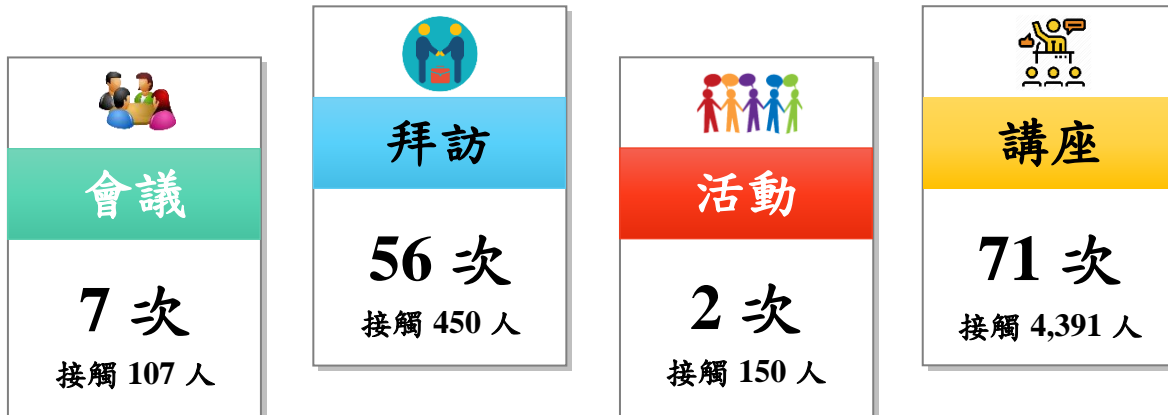 會議
7 次
接觸 107 人
拜訪
56 次
接觸 450 人
活動
2 次
接觸 150 人
講座
71 次
接觸 4,391 人